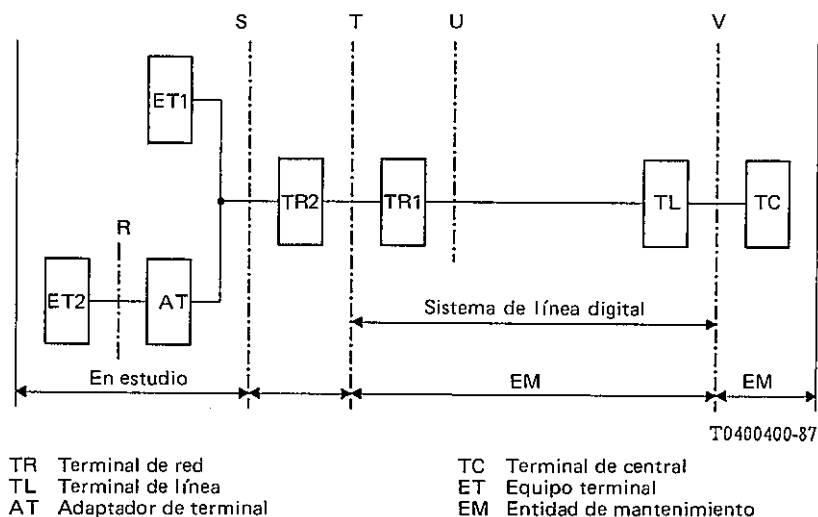 S T U V
ET1
TR2 TR1 TL TC
R
ET2 AT
Sistema de línea digital
En estudio EM EM
T0400400-87
TR Terminal de red
TL Terminal de línea
AT Adaptador de terminal
TC Terminal de central
ET Equipo terminal
EM Entidad de mantenimiento